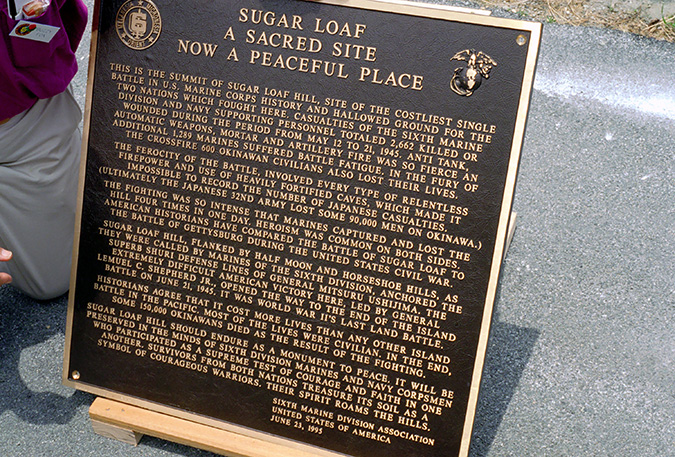 SUGAR LOAF
A SACRED SITE
NOW A PEACEFUL PLACE
THIS IS THE SUMMIT OF SUGAR LOAF HILL, SITE OF THE COSTLIEST SINGLE
BATTLE IN U.S. MARINE CORPS HISTORY AND HALLOWED GROUND FOR THE
TWO NATIONS WHICH FOUGHT HERE. CASUALTIES OF THE SIXTH MARINE
DIVISION AND NAVY SUPPORTING PERSONNEL TOTALED 2,662 KILLED OR
WOUNDED DURING THE PERIOD FROM MAY 12 TO 21, 1945. ANTI TANK,
AUTOMATIC WEAPONS, MORTAR AND ARTILLERY FIRE WAS SO FIERCE AN
ADDITIONAL 1,289 MARINES SUFFERED BATTLE FATIGUE. IN THE FURY OF
THE CROSSFIRE 600 OKINAWAN CIVILIANS ALSO LOST THEIR LIVES.
THE FEROCITY OF THE BATTLE, INVOLVED EVERY TYPE OF RELENTLESS
FIREPOWER AND USE OF HEAVILY FORTIFIED CAVES, WHICH MADE IT
IMPOSSIBLE TO RECORD THE NUMBER OF JAPANESE CASUALTIES,
(ULTIMATELY THE JAPANESE 32ND ARMY LOST SOME 90,000 MEN ON OKINAWA.)
THE FIGHTING WAS SO INTENSE THAT MARINES CAPTURED AND LOST THE
HILL FOUR TIMES IN ONE DAY. HEROISM WAS COMMON ON BOTH SIDES.
AMERICAN HISTORIANS HAVE COMPARED THE BATTLE OF SUGAR LOAF TO
THE BATTLE OF GETTYSBURG DURING THE UNITED STATES CIVIL WAR.
SUGAR LOAF HILL, FLANKED BY HALF MOON AND HORSESHOE HILLS, AS
THEY WERE CALLED BY MARINES OF THE SIXTH DIVISION, ANCHORED THE
SUPERB SHURI DEFENSE LINES OF GENERAL MITSURU USHIJIMA. THE
EXTREMELY DIFFICULT AMERICAN VICTORY HERE, LED BY GENERAL
LEMUEL C. SHEPHERD JR., OPENED THE WAY TO THE END OF THE ISLAND
BATTLE ON JUNE 21, 1945. IT WAS WORLD WAR II'S LAST LAND BATTLE.
HISTORIANS AGREE THAT IT COST MORE LIVES THAN ANY OTHER ISLAND
BATTLE IN THE PACIFIC. MOST OF THE LIVES WERE CIVILIAN. IN THE END,
SOME 150,000 OKINAWANS DIED AS THE RESULT OF THE FIGHTING.
SUGAR LOAF HILL SHOULD ENDURE AS A MONUMENT TO PEACE. IT WILL BE
PRESERVED IN THE MINDS OF SIXTH DIVISION MARINES AND NAVY CORPSMEN
WHO PARTICIPATED AS A SUPREME TEST OF COURAGE AND FAITH IN ONE
ANOTHER. SURVIVORS FROM BOTH NATIONS TREASURE ITS SOIL AS A
SYMBOL OF COURAGEOUS WARRIORS. THEIR SPIRIT ROAMS THE HILLS.
SIXTH MARINE DIVISION ASSOCIATION
UNITED STATES OF AMERICA
JUNE 23, 1995